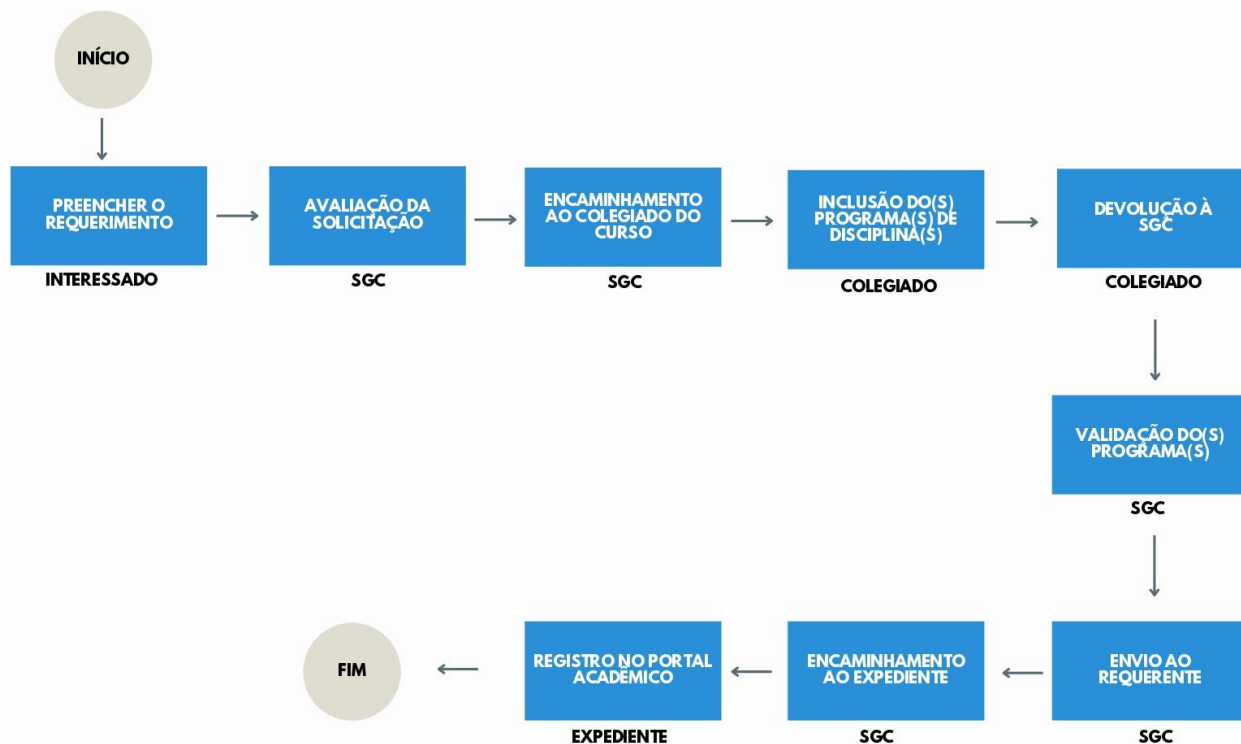 INÍCIO
PREENCHER O
REQUERIMENTO
INTERESSADO
AVALIAÇÃO DA
SOLICITAÇÃO
SGC
ENCAMINHAMENTO
AO COLEGIADO DO
CURSO
SGC
INCLUSÃO DO(S)
PROGRAMA(S) DE
DISCIPLINA(S)
COLEGIADO
DEVOLUÇÃO À
SGC
COLEGIADO
VALIDAÇÃO DO(S)
PROGRAMA(S)
SGC
ENVIO AO
REQUERENTE
SGC
ENCAMINHAMENTO
AO EXPEDIENTE
SGC
REGISTRO NO PORTAL
ACADÊMICO
EXPEDIENTE
FIM